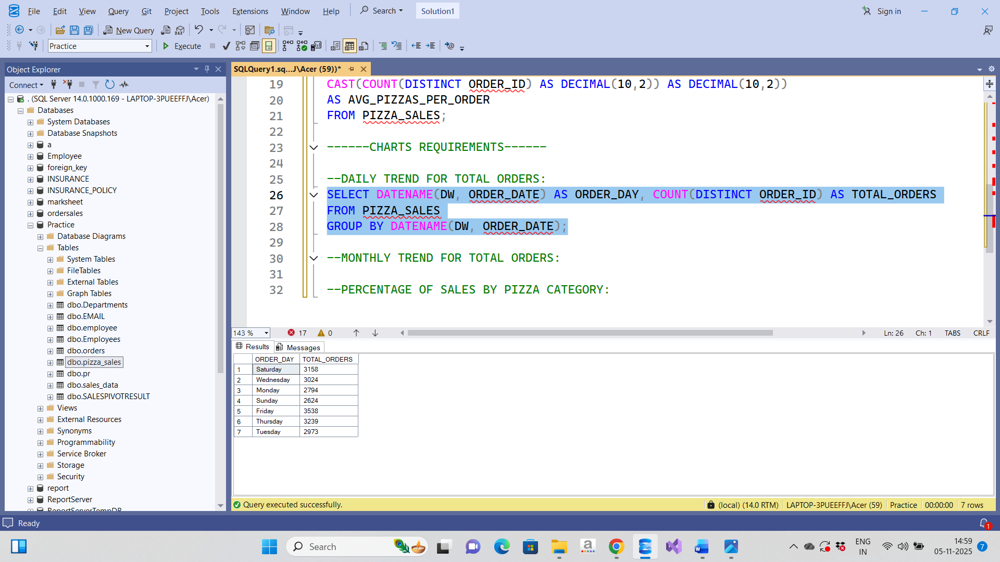 File Edit View Query Git Project Tools Extensions Window Help Search Solution1 Sign in
New Query
DAX
Practice Execute
Object Explorer
Connect
. (SQL Server 14.0.1000.169 - LAPTOP-3PUEEFFJ\Acer)
Databases
System Databases
Database Snapshots
a
Employee
foreign_key
INSURANCE
INSURANCE_POLICY
marksheet
ordersales
Practice
Database Diagrams
Tables
System Tables
FileTables
External Tables
Graph Tables
dbo.Departments
dbo.EMAIL
dbo.employee
dbo.Employees
dbo.orders
dbo.pizza_sales
dbo.pr
dbo.sales_data
dbo.SALESPIVOTRESULT
Views
External Resources
Synonyms
Programmability
Service Broker
Storage
Security
report
ReportServer
ReportServerTempDB
SQLQuery1.sq...J\Acer (59))*
19 CAST(COUNT(DISTINCT ORDER_ID) AS DECIMAL(10,2)) AS DECIMAL(10,2))
20 AS AVG_PIZZAS_PER_ORDER
21 FROM PIZZA_SALES;
22
23 ------CHARTS REQUIREMENTS------
24
25 --DAILY TREND FOR TOTAL ORDERS:
26 SELECT DATENAME(DW, ORDER_DATE) AS ORDER_DAY, COUNT(DISTINCT ORDER_ID) AS TOTAL_ORDERS
27 FROM PIZZA_SALES
28 GROUP BY DATENAME(DW, ORDER_DATE);
29
30 --MONTHLY TREND FOR TOTAL ORDERS:
31
32 --PERCENTAGE OF SALES BY PIZZA CATEGORY:
143 % 17 0 Ln: 26 Ch: 1 TABS CRLF
Results Messages
ORDER_DAY TOTAL_ORDERS
1 Saturday 3158
2 Wednesday 3024
3 Monday 2794
4 Sunday 2624
5 Friday 3538
6 Thursday 3239
7 Tuesday 2973
Query executed successfully. (local) (14.0 RTM) LAPTOP-3PUEEFFJ\Acer (59) Practice 00:00:00 7 rows
Ready 1
Search ENG IN 14:59 05-11-2025 7